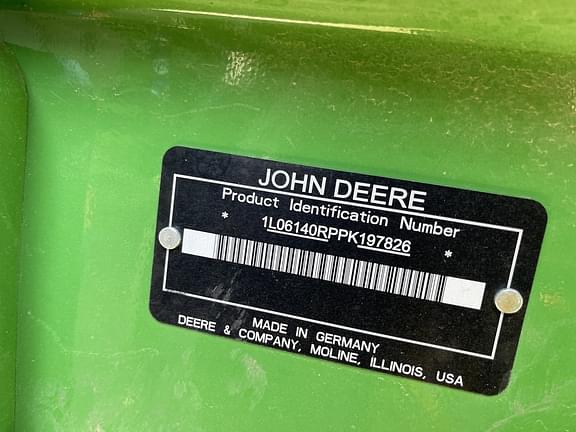 JOHN DEERE
Product Identification Number
* 1L06140RPPK197826 *
MADE IN GERMANY
DEERE & COMPANY, MOLINE, ILLINOIS, USA